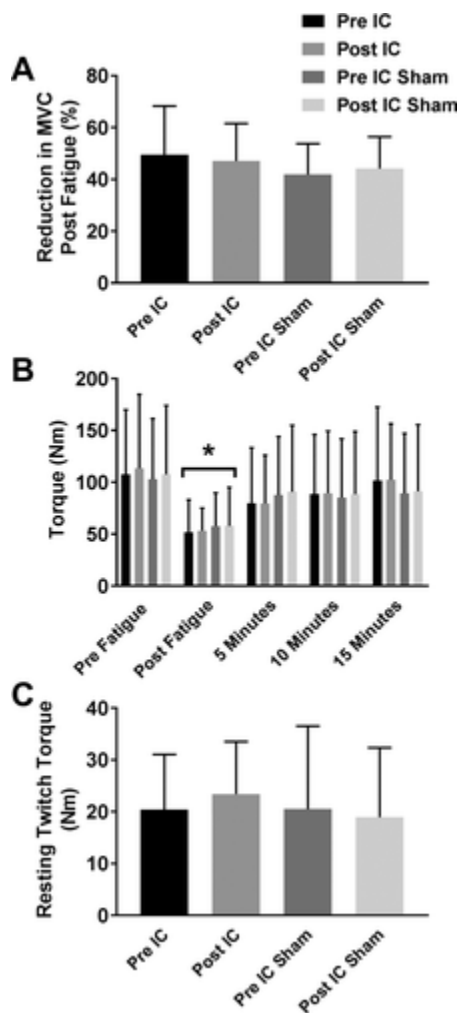 Pre IC
Post IC
Pre IC Sham
Post IC Sham
A
Reduction in MVC
Post Fatigue (%)
80
60
40
20
0
Pre IC
Post IC
Pre IC Sham
Post IC Sham
B
Torque (Nm)
200
150
100
50
0
*
Pre Fatigue
Post Fatigue
5 Minutes
10 Minutes
15 Minutes
C
Resting Twitch Torque
(Nm)
40
30
20
10
0
Pre IC
Post IC
Pre IC Sham
Post IC Sham